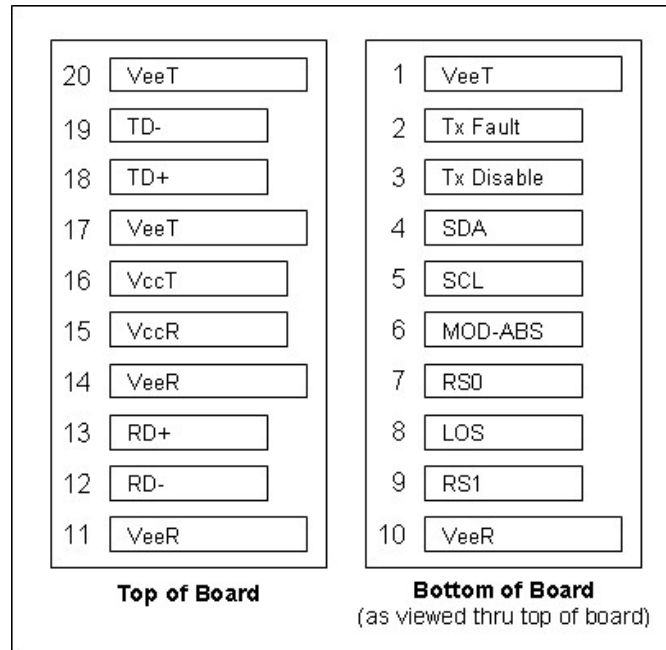 20 VeeT
19 TD-
18 TD+
17 VeeT
16 VccT
15 VccR
14 VeeR
13 RD+
12 RD-
11 VeeR
Top of Board
1 VeeT
2 Tx Fault
3 Tx Disable
4 SDA
5 SCL
6 MOD-ABS
7 RS0
8 LOS
9 RS1
10 VeeR
Bottom of Board
(as viewed thru top of board)